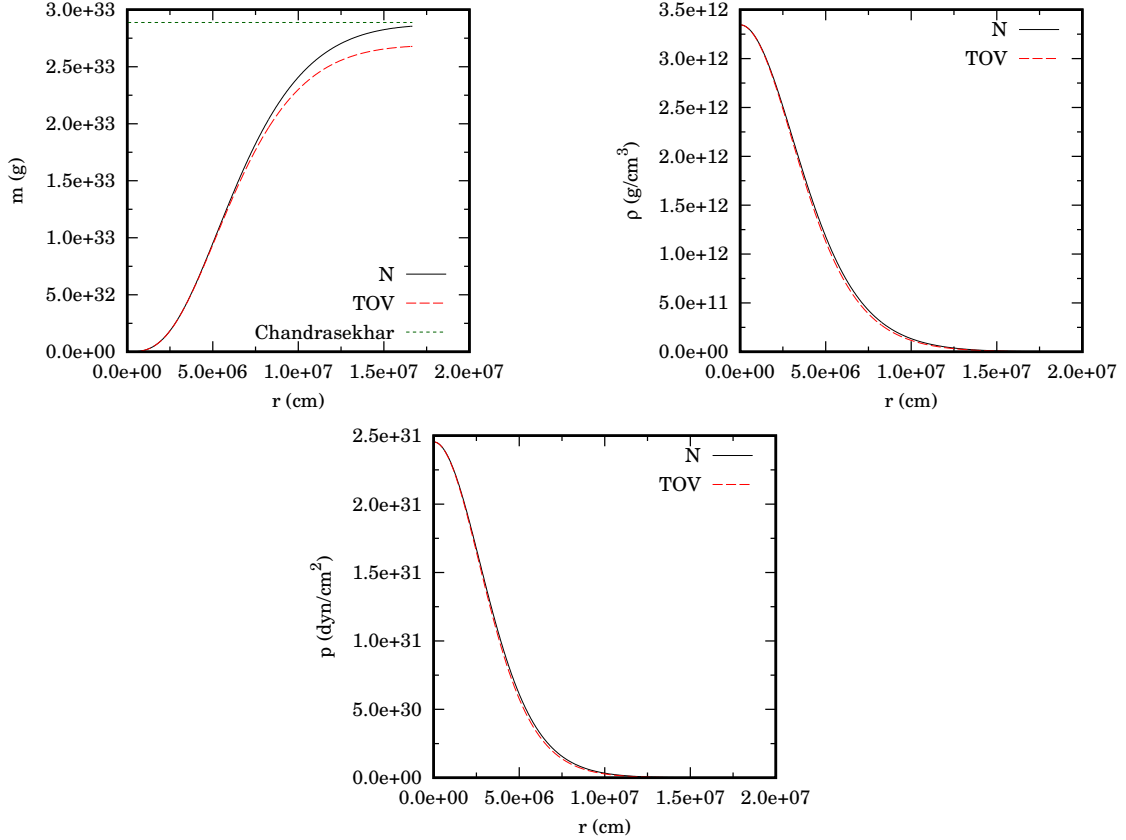 3.0e+33
2.5e+33
2.0e+33
1.5e+33
1.0e+33
5.0e+32
0.0e+00
m (g)
N
TOV
Chandrasekhar
0.0e+00 5.0e+06 1.0e+07 1.5e+07 2.0e+07
r (cm)
3.5e+12
3.0e+12
2.5e+12
2.0e+12
1.5e+12
1.0e+12
5.0e+11
0.0e+00
ρ (g/cm³)
N
TOV
0.0e+00 5.0e+06 1.0e+07 1.5e+07 2.0e+07
r (cm)
2.5e+31
2.0e+31
1.5e+31
1.0e+31
5.0e+30
0.0e+00
p (dyn/cm²)
N
TOV
0.0e+00 5.0e+06 1.0e+07 1.5e+07 2.0e+07
r (cm)